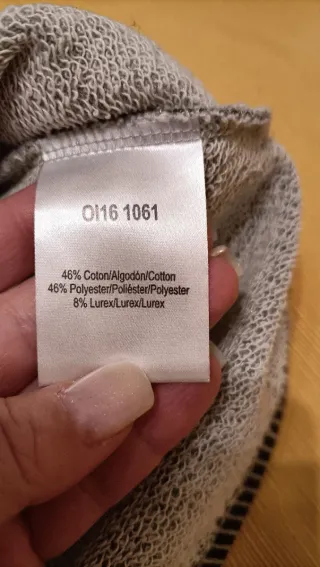 OI16 1061
46% Coton/Algodón/Cotton
46% Polyester/Poliéster/Polyester
8% Lurex/Lurex/Lurex